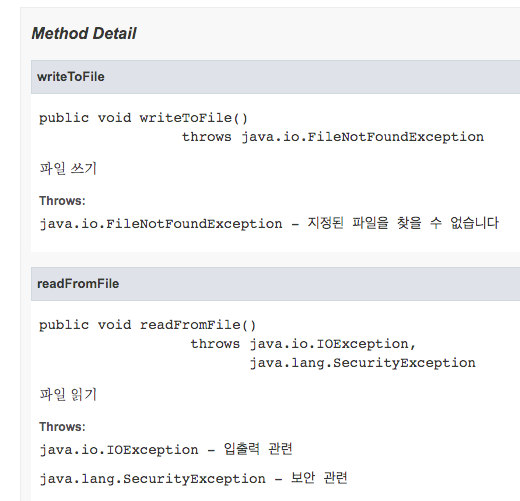 Method Detail
writeToFile
public void writeToFile()
throws java.io.FileNotFoundException
파일 쓰기
Throws:
java.io.FileNotFoundException - 지정된 파일을 찾을 수 없습니다
readFromFile
public void readFromFile()
throws java.io.IOException,
java.lang.SecurityException
파일 읽기
Throws:
java.io.IOException - 입출력 관련
java.lang.SecurityException - 보안 관련